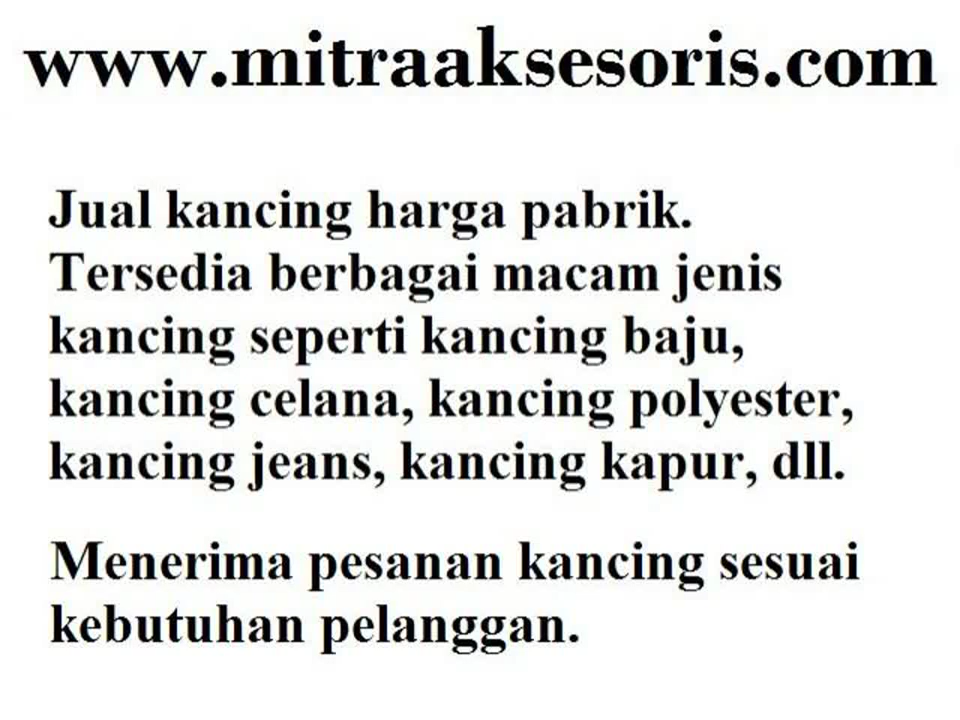 www.mitraaksesoris.com
Jual kancing harga pabrik.
Tersedia berbagai macam jenis
kancing seperti kancing baju,
kancing celana, kancing polyester,
kancing jeans, kancing kapur, dll.
Menerima pesanan kancing sesuai
kebutuhan pelanggan.